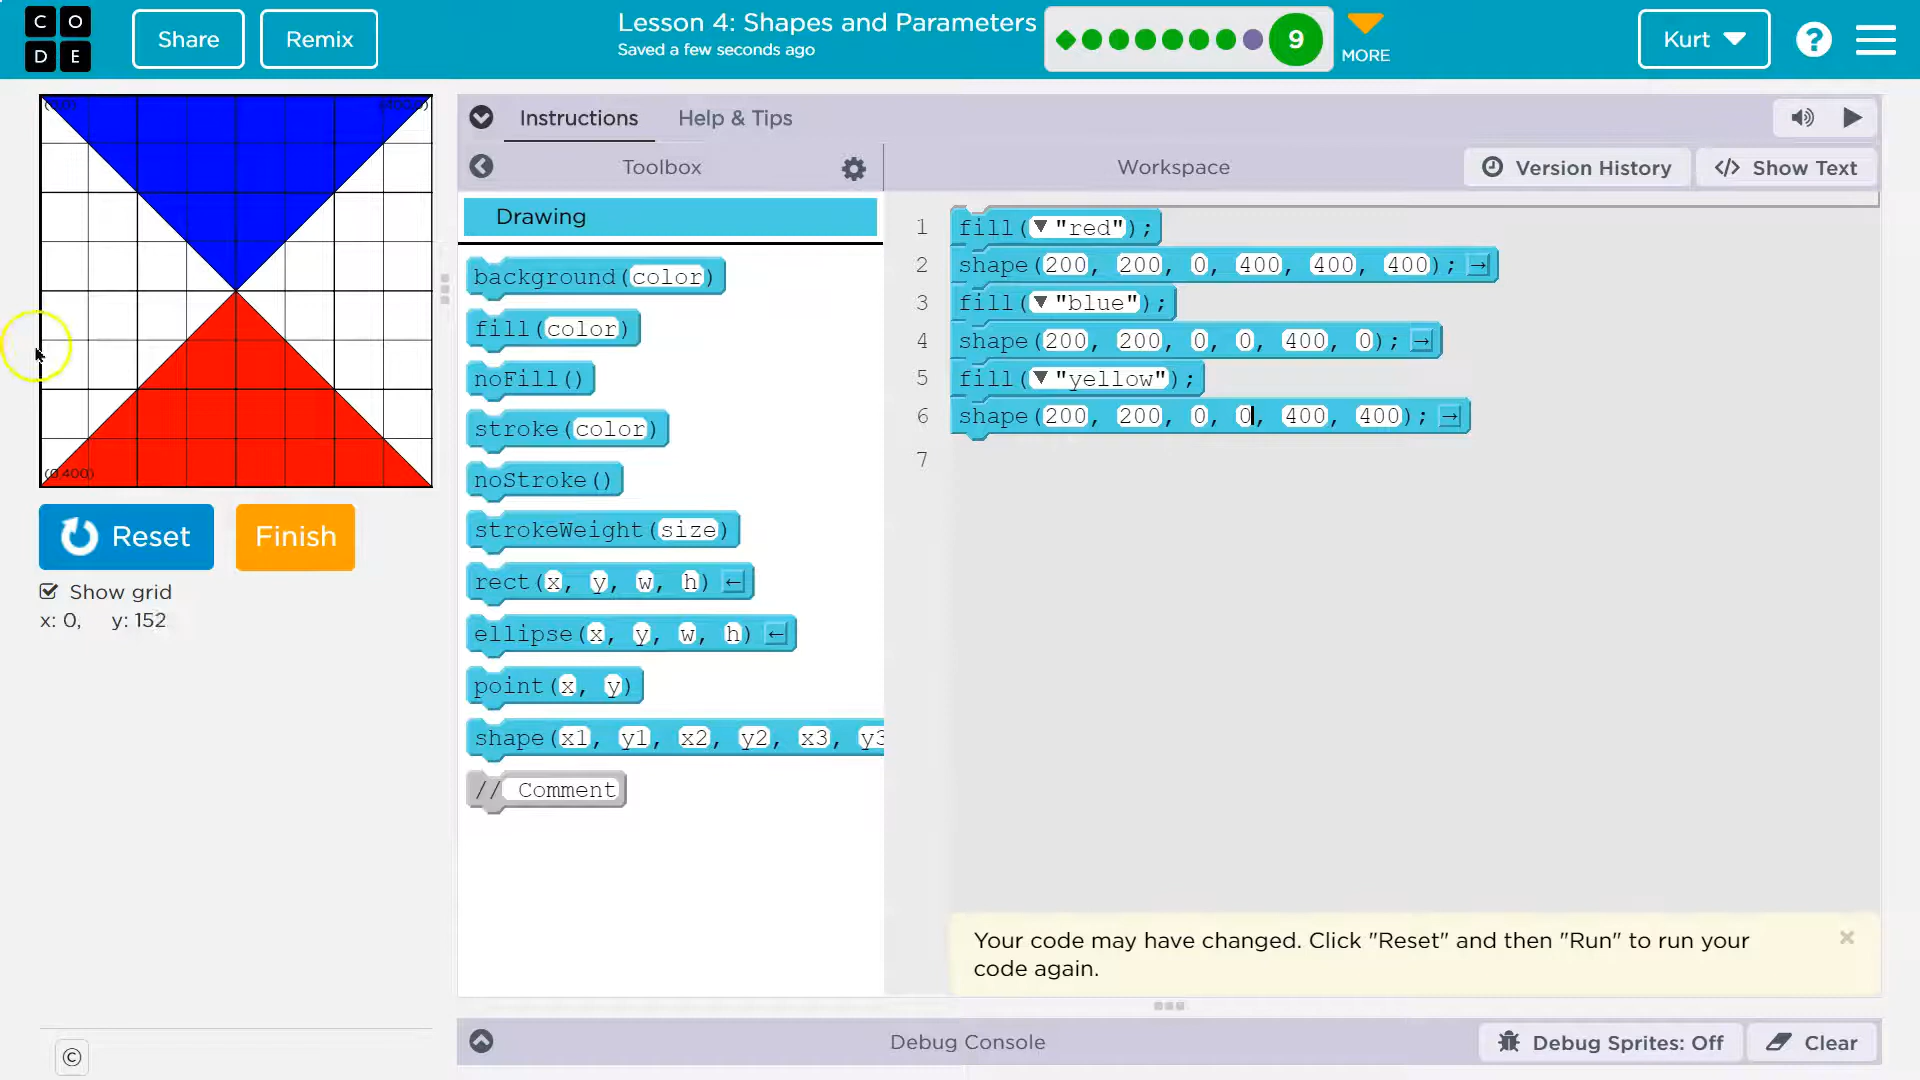 C O
D E
Share
Remix
Lesson 4: Shapes and Parameters
Saved a few seconds ago
9
MORE
Kurt
?
(0,400)
Reset
Finish
Show grid
x: 0, y: 152
©
Instructions
Help & Tips
Toolbox
Workspace
Version History
</> Show Text
Drawing
background(color)
fill(color)
noFill()
stroke(color)
noStroke()
strokeWeight(size)
rect(x, y, w, h) ←
ellipse(x, y, w, h) ←
point(x, y)
shape(x1, y1, x2, y2, x3, y3
// Comment
1 fill(▼ "red");
2 shape(200, 200, 0, 400, 400, 400); →
3 fill(▼ "blue");
4 shape(200, 200, 0, 0, 400, 0); →
5 fill(▼ "yellow");
6 shape(200, 200, 0, 0, 400, 400); →
7
Your code may have changed. Click "Reset" and then "Run" to run your
code again.
×
Debug Console
Debug Sprites: Off
Clear